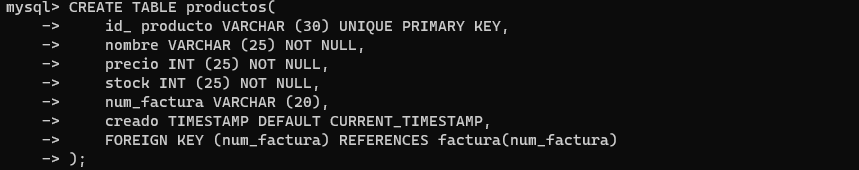 mysql> CREATE TABLE productos(
    ->     id_ producto VARCHAR (30) UNIQUE PRIMARY KEY,
    ->     nombre VARCHAR (25) NOT NULL,
    ->     precio INT (25) NOT NULL,
    ->     stock INT (25) NOT NULL,
    ->     num_factura VARCHAR (20),
    ->     creado TIMESTAMP DEFAULT CURRENT_TIMESTAMP,
    ->     FOREIGN KEY (num_factura) REFERENCES factura(num_factura)
    -> );